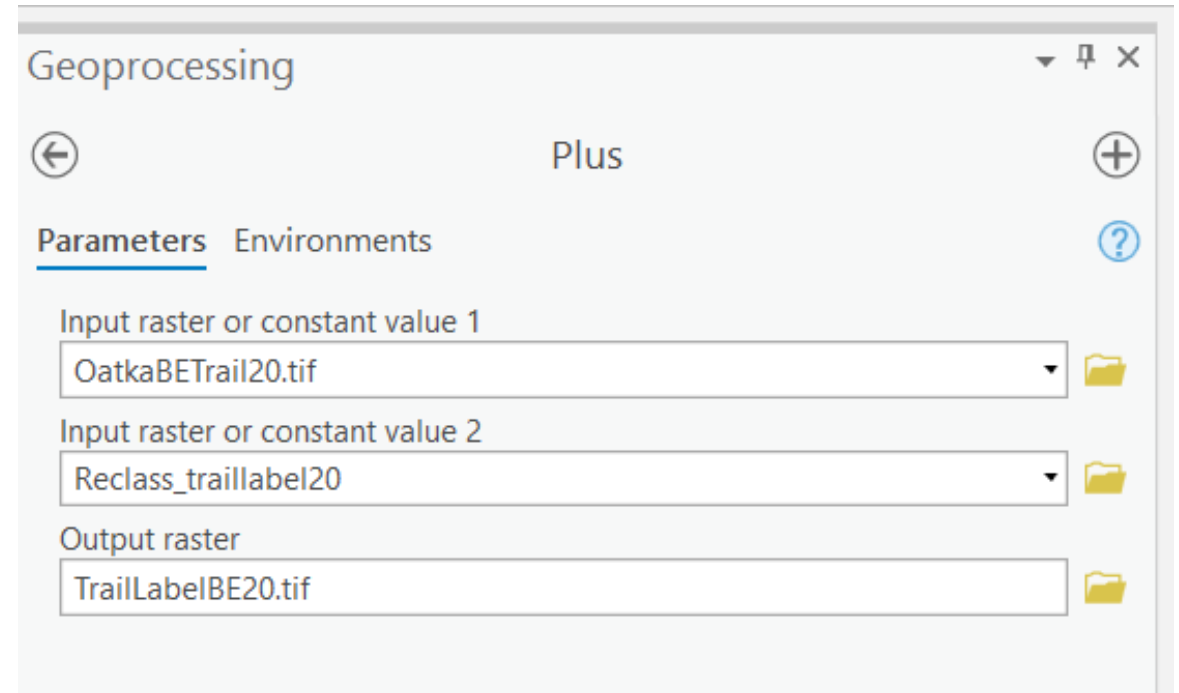 Geoprocessing
Plus
Parameters Environments
Input raster or constant value 1
OatkaBETrail20.tif
Input raster or constant value 2
Reclass_traillabel20
Output raster
TrailLabelBE20.tif